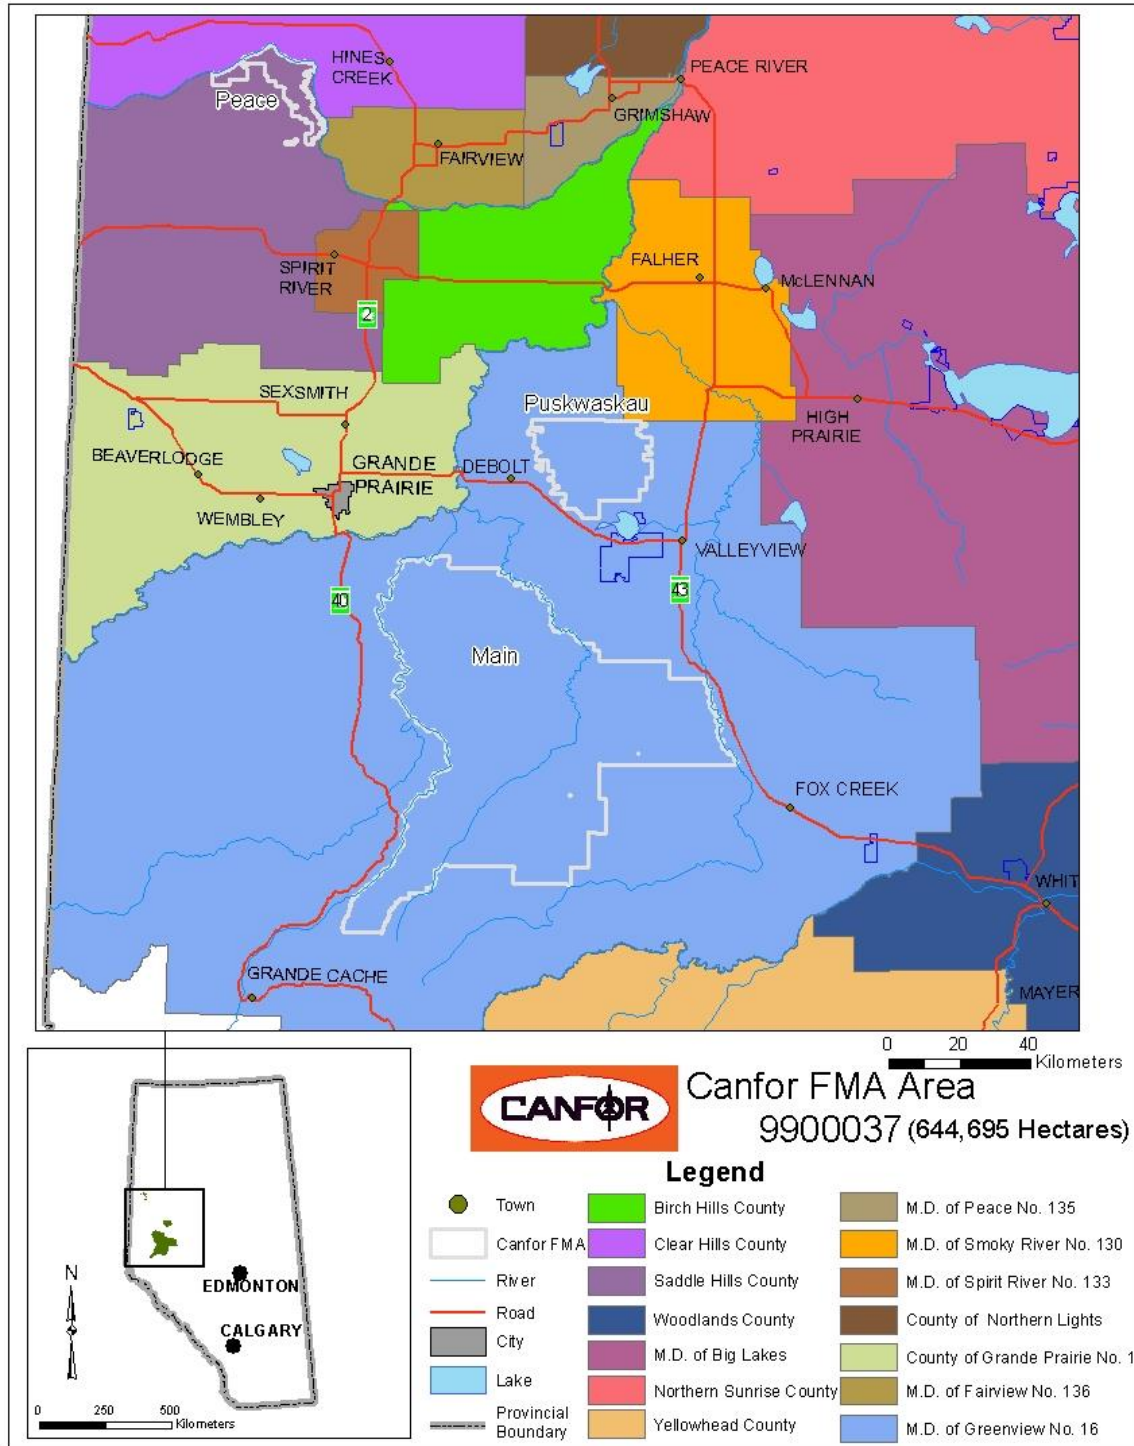 HINES
CREEK
PEACE RIVER
Peace
GRIMSHAW
FAIRVIEW
SPIRIT
RIVER
FALHER
McLENNAN
2
SEXSMITH
Puskwaskau
HIGH
PRAIRIE
BEAVERLODGE
GRANDE
PRAIRIE
DEBOLT
WEMBLEY
VALLEYVIEW
40
43
Main
FOX CREEK
WHIT
GRANDE CACHE
MAYER
0 20 40
Kilometers
CANFOR
Canfor FMA Area
9900037 (644,695 Hectares)
Legend
Town
Canfor FMA
River
Road
City
Lake
Provincial
Boundary
Birch Hills County
Clear Hills County
Saddle Hills County
Woodlands County
M.D. of Big Lakes
Northern Sunrise County
Yellowhead County
M.D. of Peace No. 135
M.D. of Smoky River No. 130
M.D. of Spirit River No. 133
County of Northern Lights
County of Grande Prairie No. 1
M.D. of Fairview No. 136
M.D. of Greenview No. 16
N
EDMONTON
CALGARY
0 250 500
Kilometers